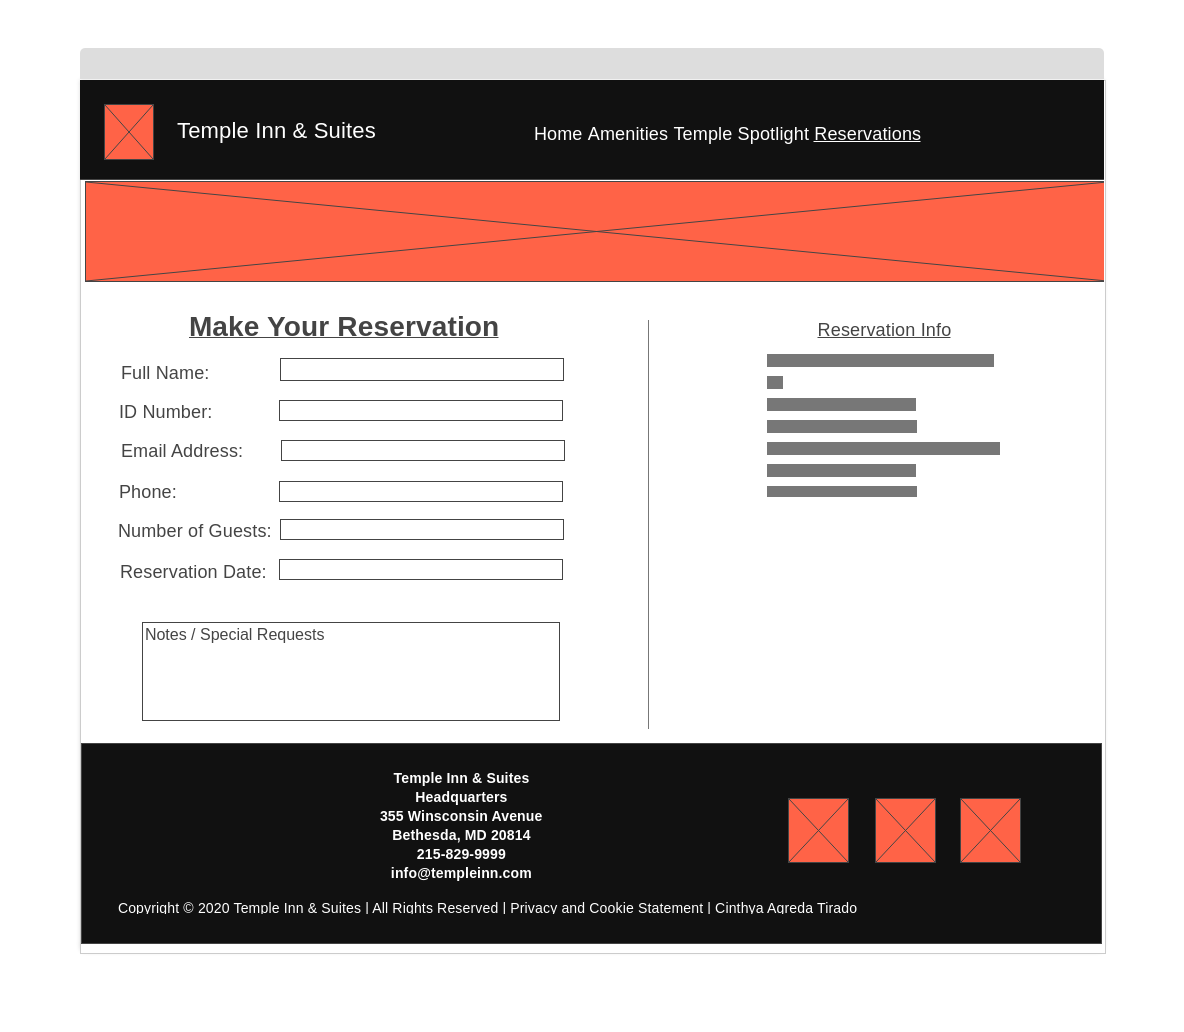 Temple Inn & Suites
Home Amenities Temple Spotlight Reservations
Make Your Reservation
Full Name:
ID Number:
Email Address:
Phone:
Number of Guests:
Reservation Date:
Notes / Special Requests
Reservation Info
Temple Inn & Suites
Headquarters
355 Winsconsin Avenue
Bethesda, MD 20814
215-829-9999
info@templeinn.com
Copyright © 2020 Temple Inn & Suites | All Rights Reserved | Privacy and Cookie Statement | Cinthya Agreda Tirado